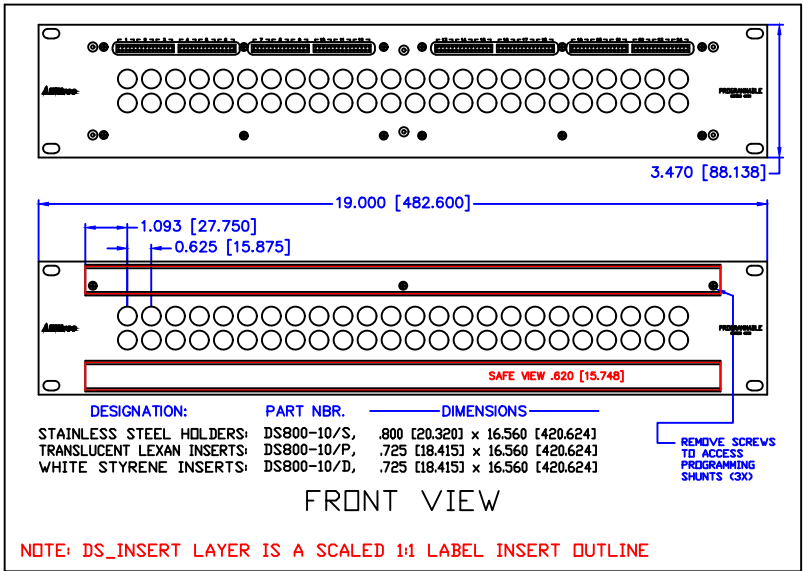 PROGRAMMABLE
3.470 [88.138]
19.000 [482.600]
1.093 [27.750]
0.625 [15.875]
PROGRAMMABLE
SAFE VIEW .620 [15.748]
DESIGNATION: PART NBR. DIMENSIONS
STAINLESS STEEL HOLDERS: DS800-10/S, .800 [20.320] x 16.560 [420.624]
TRANSLUCENT LEXAN INSERTS: DS800-10/P, .725 [18.415] x 16.560 [420.624]
WHITE STYRENE INSERTS: DS800-10/D, .725 [18.415] x 16.560 [420.624]
REMOVE SCREWS
TO ACCESS
PROGRAMMING
SHUNTS (3X)
FRONT VIEW
NOTE: DS_INSERT LAYER IS A SCALED 1:1 LABEL INSERT OUTLINE